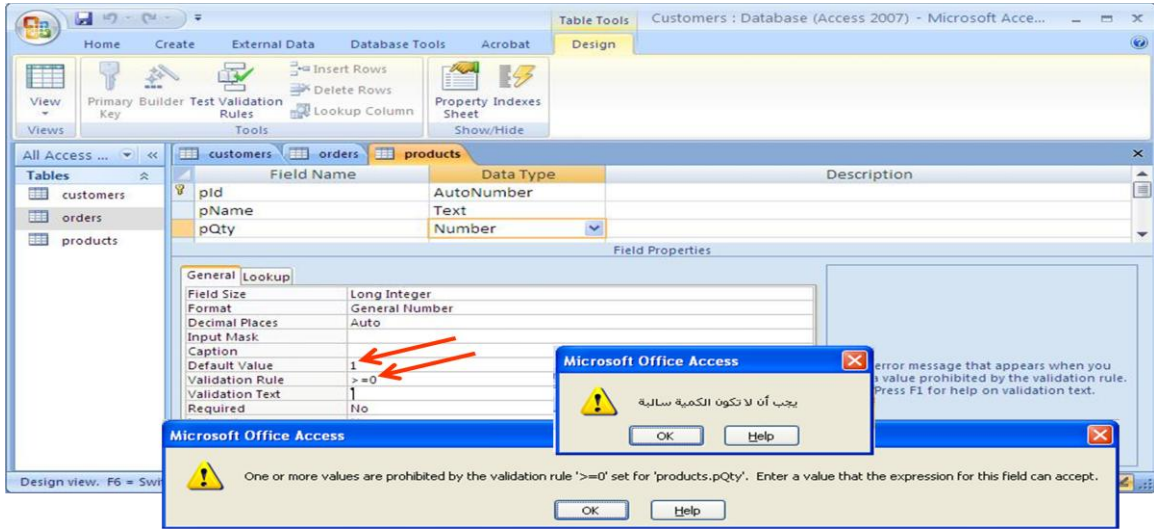 Table Tools
Customers : Database (Access 2007) - Microsoft Acce...
Home Create External Data Database Tools Acrobat Design
View
Primary Key
Builder
Test Validation Rules
Insert Rows
Delete Rows
Lookup Column
Property Sheet
Indexes
Views Tools Show/Hide
All Access ...
customers orders products
Tables
customers
orders
products
Field Name Data Type Description
pId AutoNumber
pName Text
pQty Number
Field Properties
General Lookup
Field Size Long Integer
Format General Number
Decimal Places Auto
Input Mask
Caption
Default Value 1
Validation Rule >=0
Validation Text
Required No
error message that appears when you
a value prohibited by the validation rule.
Press F1 for help on validation text.
Microsoft Office Access
يجب أن لا تكون الكمية سالبة
OK Help
Microsoft Office Access
One or more values are prohibited by the validation rule '>=0' set for 'products.pQty'. Enter a value that the expression for this field can accept.
OK Help
Design view. F6 = Swi